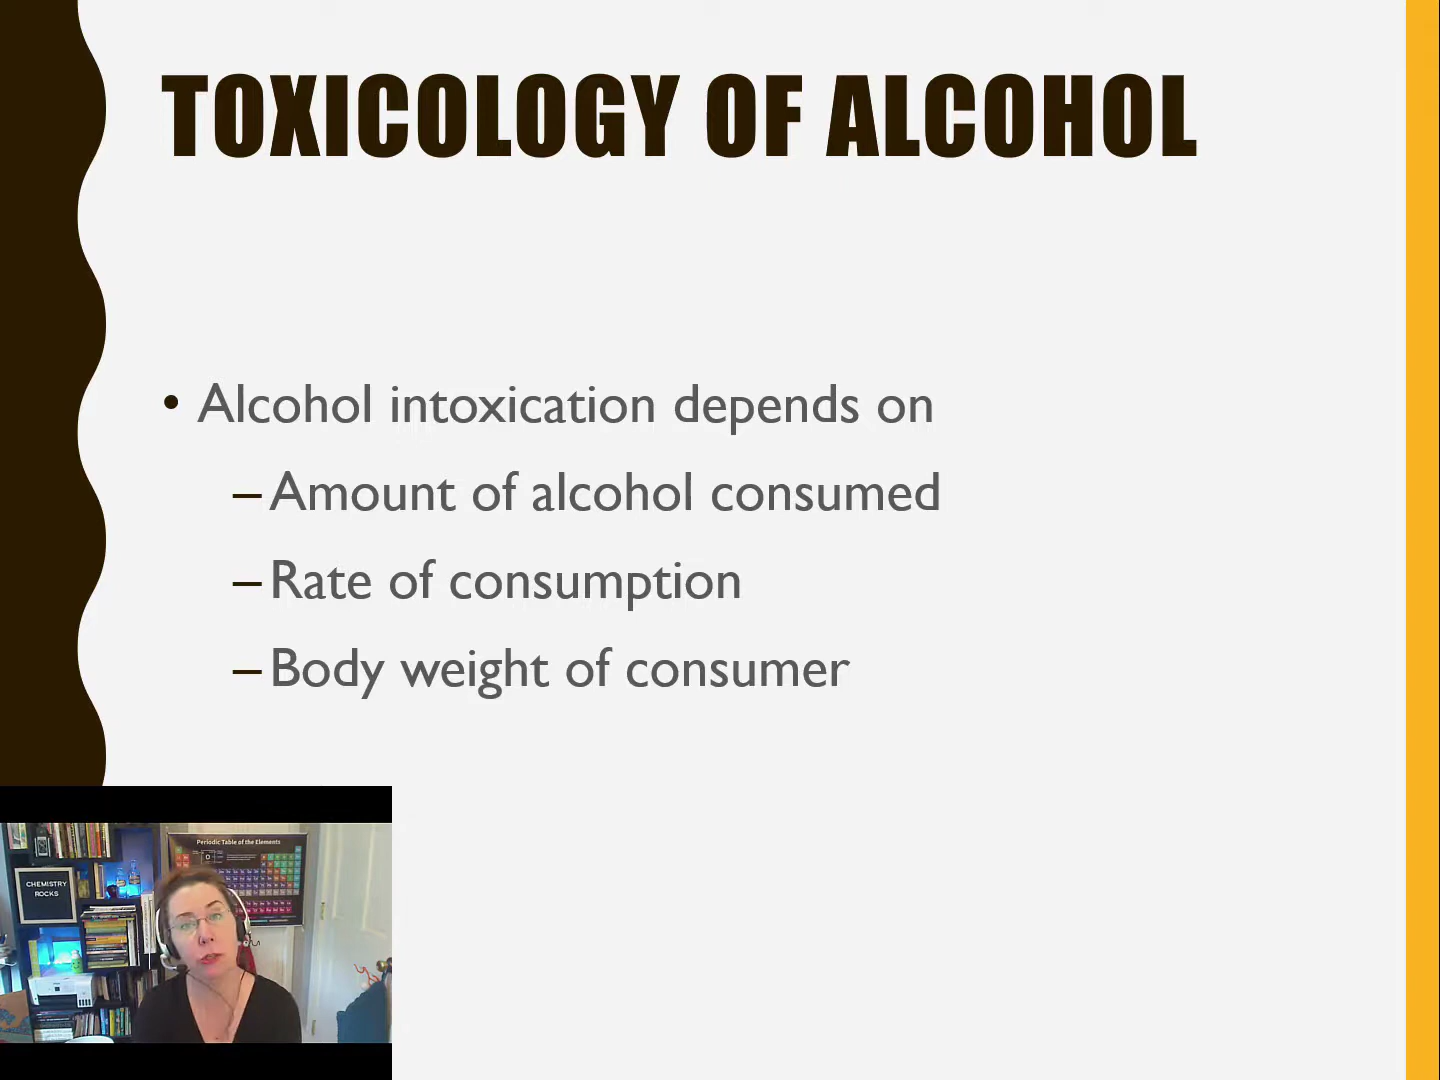 TOXICOLOGY OF ALCOHOL
• Alcohol intoxication depends on
– Amount of alcohol consumed
– Rate of consumption
– Body weight of consumer
Periodic Table of the Elements
CHEMISTRY
ROCKS